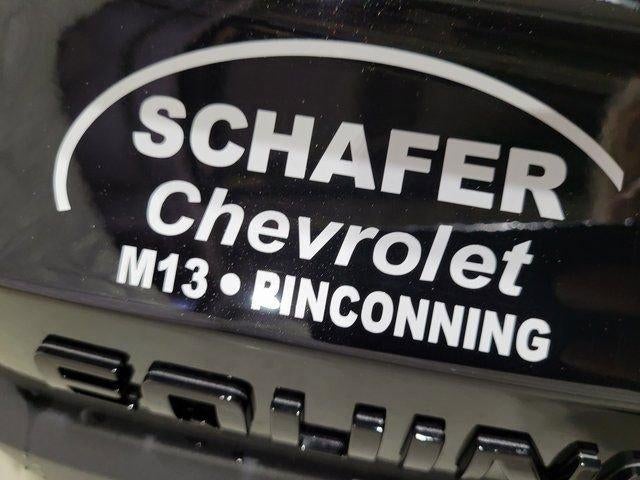 SCHAFER
Chevrolet
M13 • PINCONNING